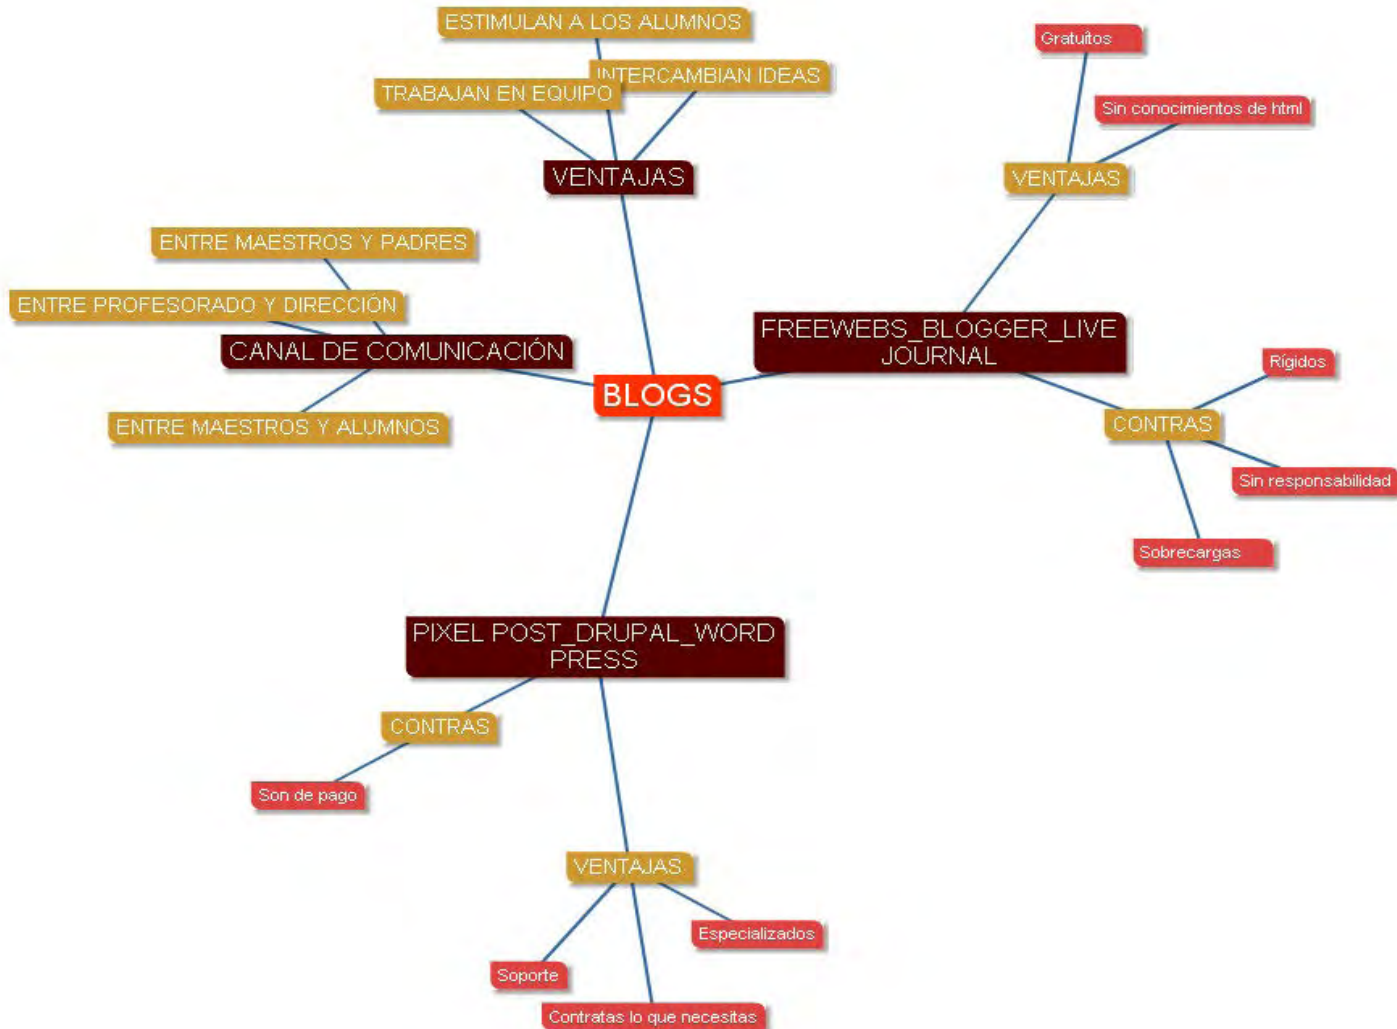 ESTIMULAN A LOS ALUMNOS
INTERCAMBIAN IDEAS
TRABAJAN EN EQUIPO
VENTAJAS
Gratuítos
Sin conocimientos de html
VENTAJAS
ENTRE MAESTROS Y PADRES
ENTRE PROFESORADO Y DIRECCIÓN
CANAL DE COMUNICACIÓN
ENTRE MAESTROS Y ALUMNOS
BLOGS
FREEWEBS_BLOGGER_LIVE
JOURNAL
Rígidos
CONTRAS
Sin responsabilidad
Sobrecargas
PIXEL POST_DRUPAL_WORD
PRESS
CONTRAS
Son de pago
VENTAJAS
Especializados
Soporte
Contratas lo que necesitas